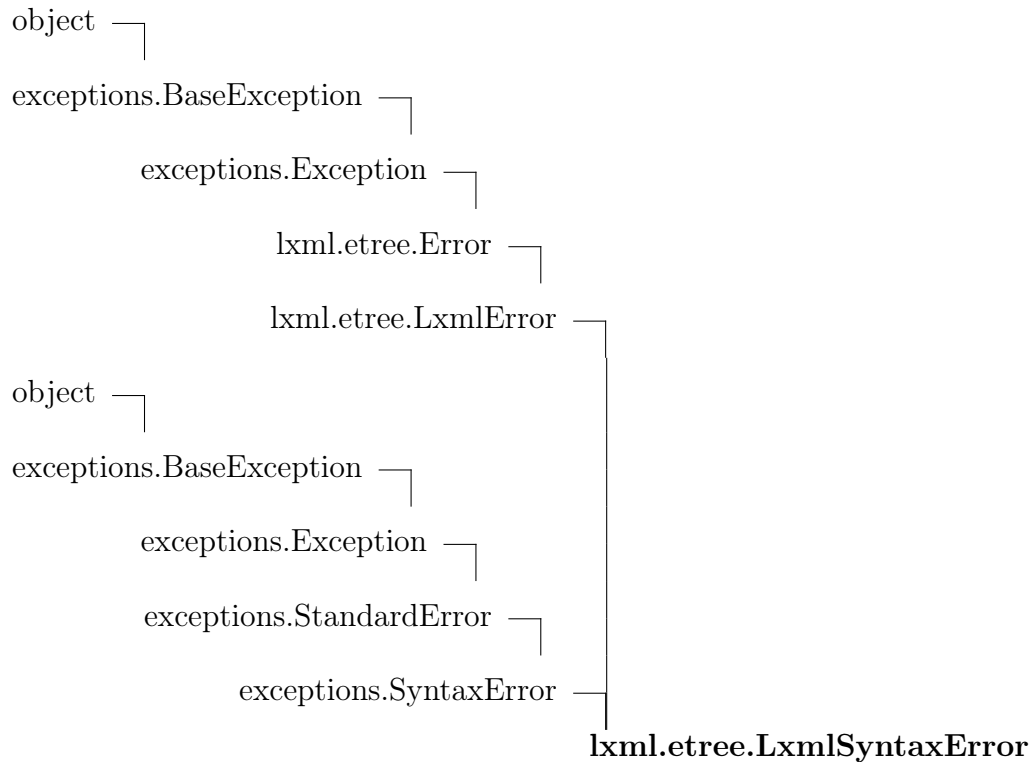 object
exceptions.BaseException
exceptions.Exception
lxml.etree.Error
lxml.etree.LxmlError
object
exceptions.BaseException
exceptions.Exception
exceptions.StandardError
exceptions.SyntaxError
lxml.etree.LxmlSyntaxError